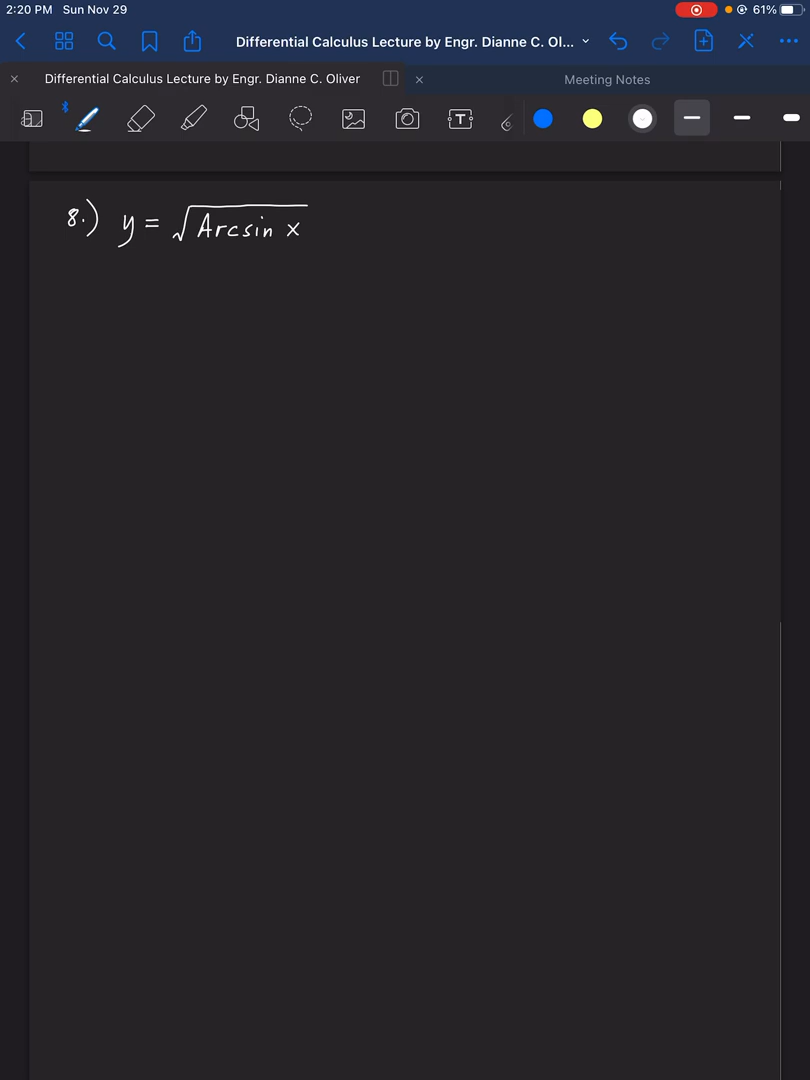 2:20 PM Sun Nov 29
61%
Differential Calculus Lecture by Engr. Dianne C. Ol...
Differential Calculus Lecture by Engr. Dianne C. Oliver
Meeting Notes
T
8.) y = √Arcsin x